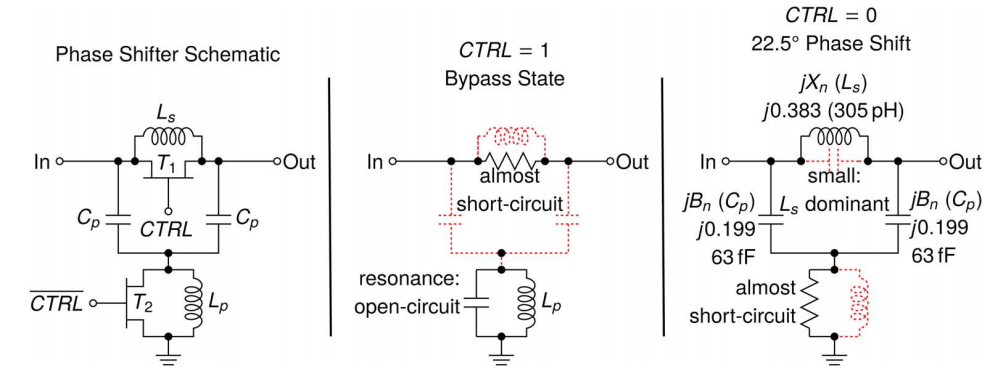 Phase Shifter Schematic
L_s
In
T_1
Out
C_p
CTRL
C_p
\overline{CTRL}
T_2
L_p
CTRL = 1
Bypass State
In
Out
almost
short-circuit
resonance:
open-circuit
L_p
CTRL = 0
22.5° Phase Shift
jX_n (L_s)
j0.383 (305 pH)
In
Out
small:
L_s dominant
jB_n (C_p)
j0.199
63 fF
jB_n (C_p)
j0.199
63 fF
almost
short-circuit